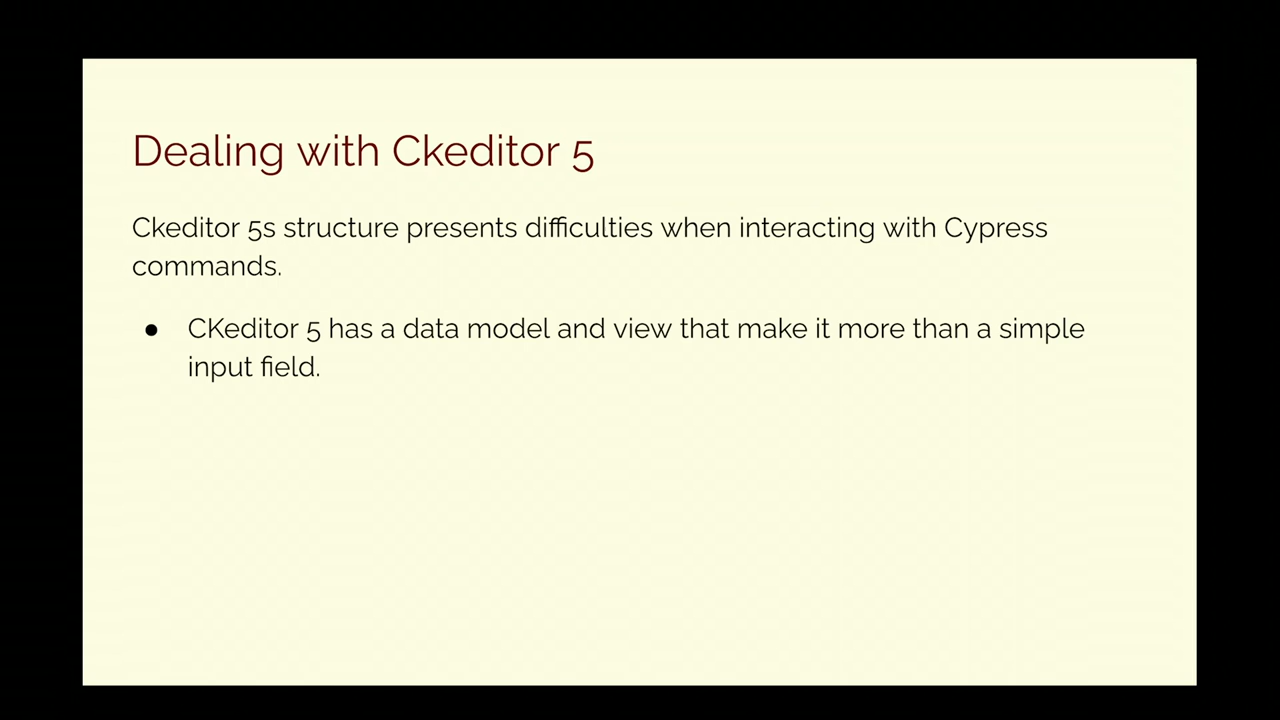 Dealing with Ckeditor 5
Ckeditor 5s structure presents difficulties when interacting with Cypress
commands.
● CKeditor 5 has a data model and view that make it more than a simple
input field.